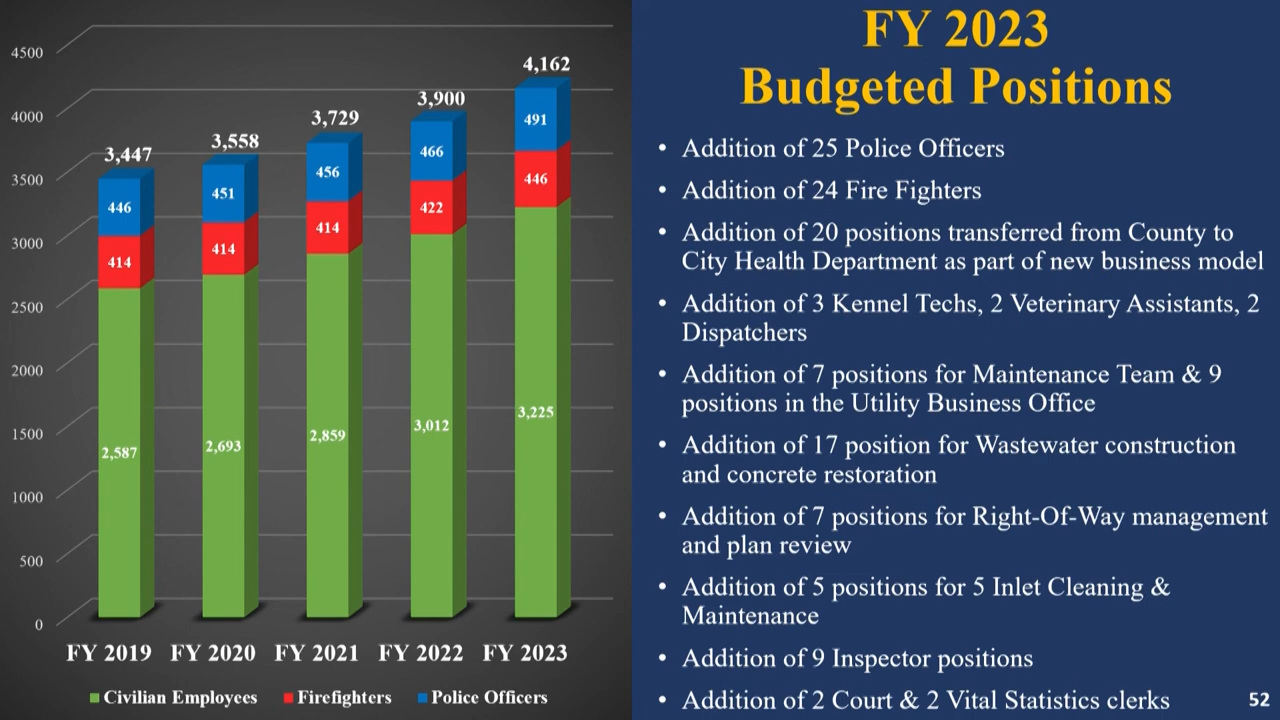 4500
4000
3500
3000
2500
2000
1500
1000
500
0
3,447
3,558
3,729
3,900
4,162
446
451
456
466
491
414
414
414
422
446
2,587
2,693
2,859
3,012
3,225
FY 2019
FY 2020
FY 2021
FY 2022
FY 2023
Civilian Employees
Firefighters
Police Officers
FY 2023
Budgeted Positions
• Addition of 25 Police Officers
• Addition of 24 Fire Fighters
• Addition of 20 positions transferred from County to
City Health Department as part of new business model
• Addition of 3 Kennel Techs, 2 Veterinary Assistants, 2
Dispatchers
• Addition of 7 positions for Maintenance Team & 9
positions in the Utility Business Office
• Addition of 17 position for Wastewater construction
and concrete restoration
• Addition of 7 positions for Right-Of-Way management
and plan review
• Addition of 5 positions for 5 Inlet Cleaning &
Maintenance
• Addition of 9 Inspector positions
• Addition of 2 Court & 2 Vital Statistics clerks
52